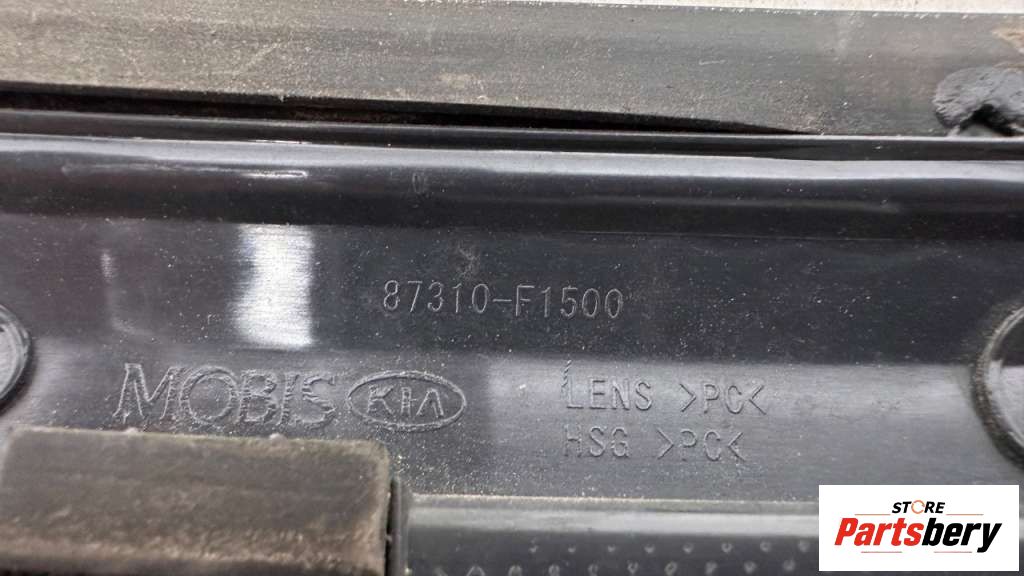 87310-F1500
MOBIS KIA
LENS >PC<
HSG >PC<
STORE
Partsbery